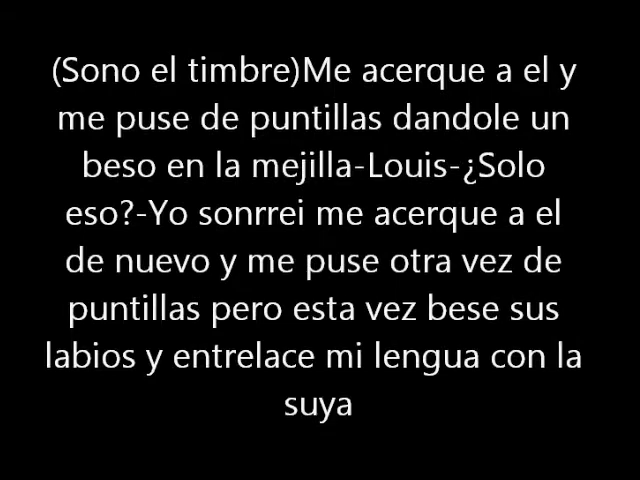 (Sono el timbre)Me acerque a el y
me puse de puntillas dandole un
beso en la mejilla-Louis-¿Solo
eso?-Yo sonrrei me acerque a el
de nuevo y me puse otra vez de
puntillas pero esta vez bese sus
labios y entrelace mi lengua con la
suya